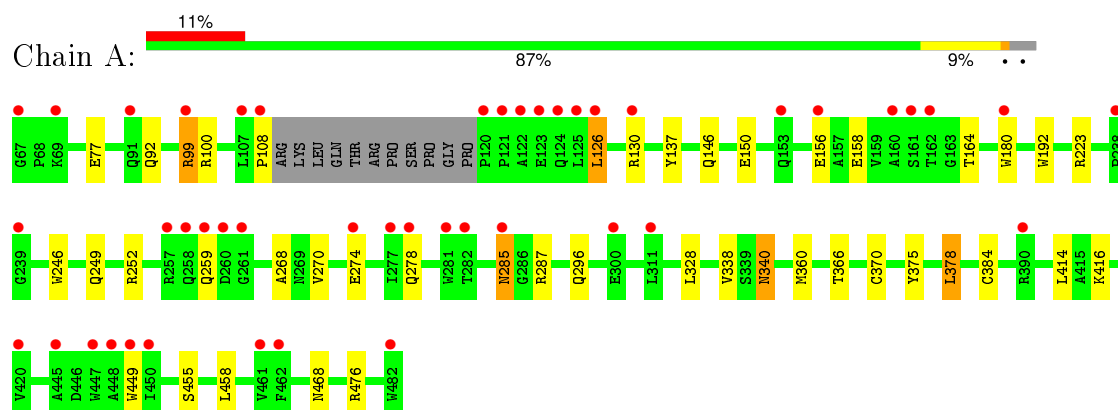 11%
Chain A:
87% 9% • •
G67 P68 K69 E77 Q91 Q92 R99 R100 L107 P108 ARG LYS LEU GLN THR ARG PRO SER PRO GLY PRO P120 P121 A122 E123 Q124 L125 L126 R130 Y137 Q146 E150 Q153 E156 A157 E158 V159 A160 S161 T162 G163 T164 W180 W192 R223
G239 W246 Q249 R252 R257 Q258 Q259 D260 G261 A268 N269 V270 E274 I277 Q278 W281 T282 N285 G286 R287 Q296 E300 L311 L328 V338 S339 N340 M360 T366 C370 Y375 L378 C384 R390 L414 A415 K416
V420 A445 D446 W447 A448 W449 I450 S455 L458 V461 F462 N468 R476 W482